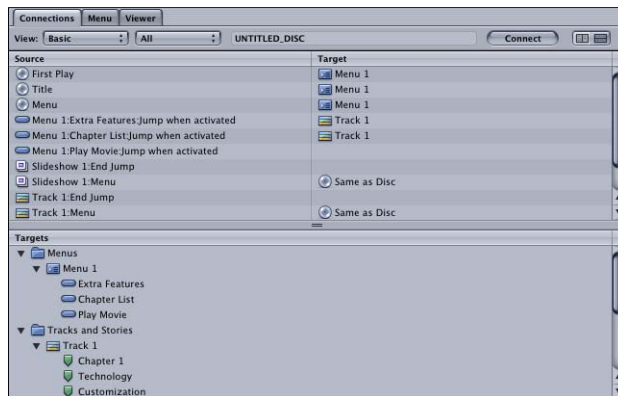 Connections Menu Viewer
View: Basic All UNTITLED_DISC Connect
Source Target
First Play Menu 1
Title Menu 1
Menu Menu 1
Menu 1:Extra Features:Jump when activated Track 1
Menu 1:Chapter List:Jump when activated Track 1
Menu 1:Play Movie:Jump when activated
Slideshow 1:End Jump
Slideshow 1:Menu Same as Disc
Track 1:End Jump
Track 1:Menu Same as Disc
Targets
Menus
Menu 1
Extra Features
Chapter List
Play Movie
Tracks and Stories
Track 1
Chapter 1
Technology
Customization